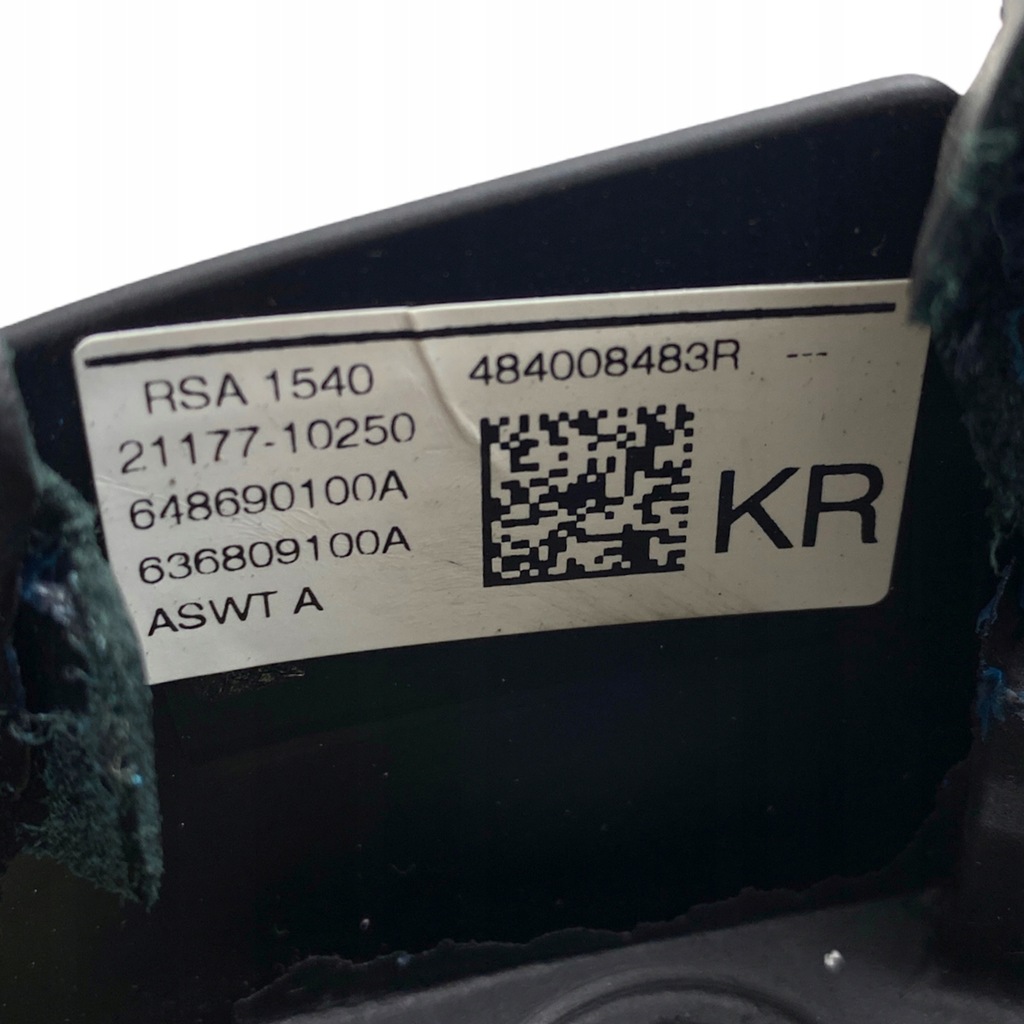 RSA 1540
21177-10250
648690100A
636809100A
ASWT A
484008483R ---
KR